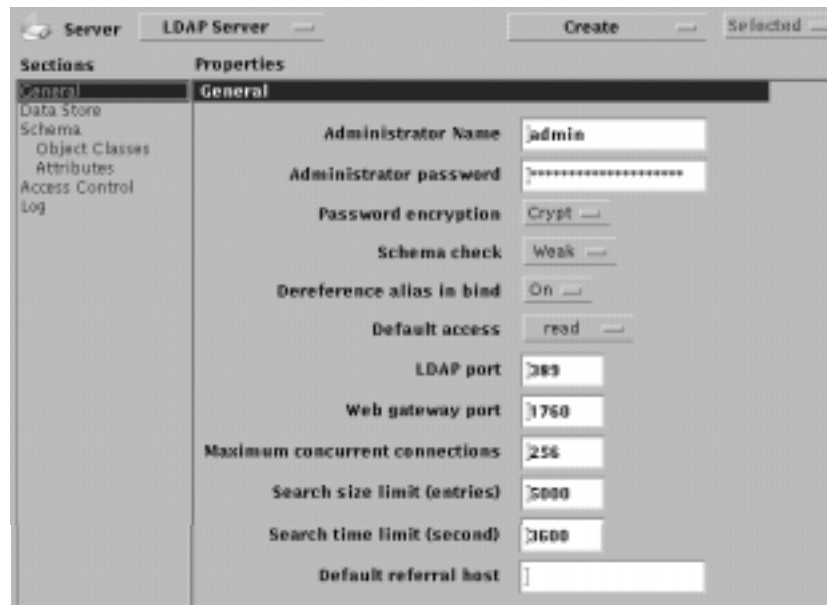 Server LDAP Server Create Selected
Sections Properties
General
Data Store
Schema
Object Classes
Attributes
Access Control
Log
General
Administrator Name admin
Administrator password ********************
Password encryption Crypt
Schema check Weak
Dereference alias in bind On
Default access read
LDAP port 389
Web gateway port 1760
Maximum concurrent connections 256
Search size limit (entries) 5000
Search time limit (second) 3600
Default referral host